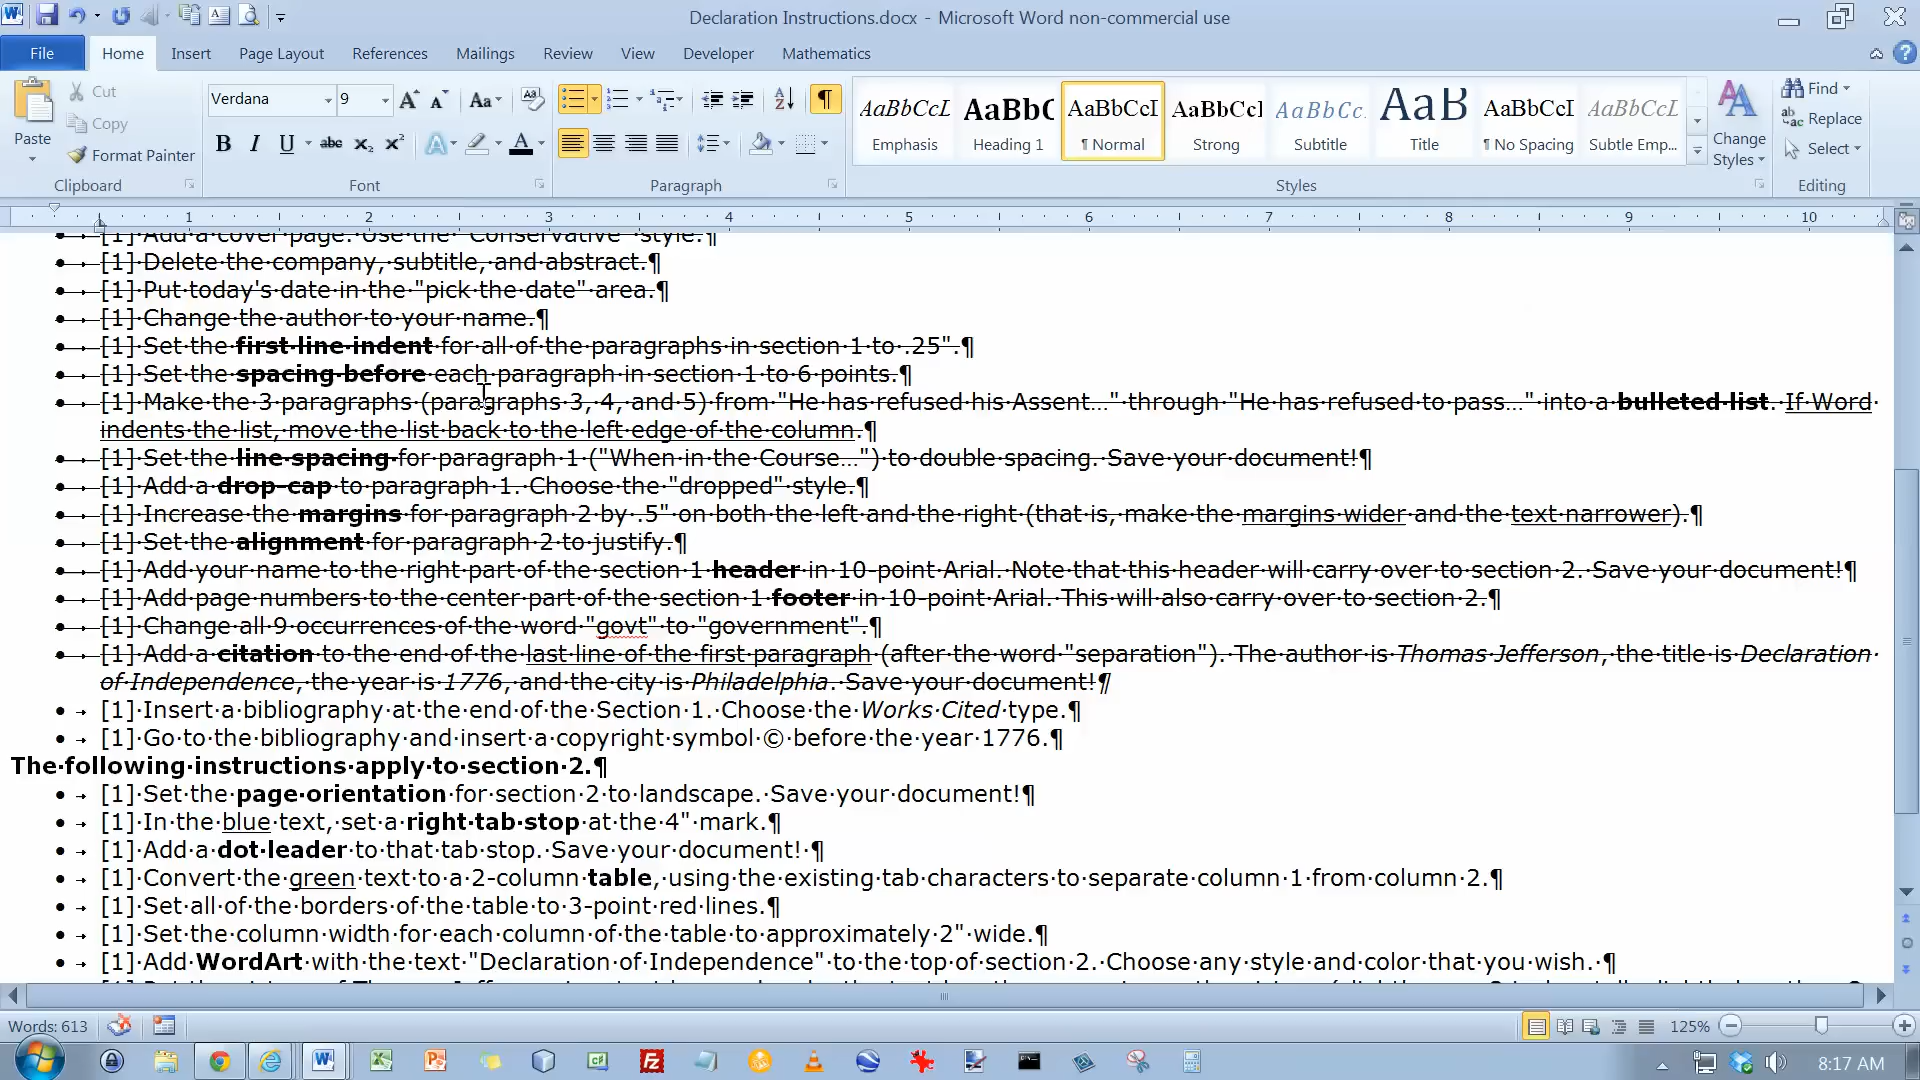 Declaration Instructions.docx - Microsoft Word non-commercial use
File Home Insert Page Layout References Mailings Review View Developer Mathematics
Cut
Copy
Format Painter
Paste
Clipboard
Verdana 9
Font
Paragraph
AaBbCcL AaBbC AaBbCcI AaBbCcI AaBbCc. AaB AaBbCcI AaBbCcL
Emphasis Heading 1 ¶ Normal Strong Subtitle Title ¶ No Spacing Subtle Emp...
Change Styles
Styles
Find
Replace
Select
Editing
1 2 3 4 5 6 7 8 9 10
[1] Add a cover page. Use the "Conservative" style.¶
[1] Delete the company, subtitle, and abstract.¶
[1] Put today's date in the "pick the date" area.¶
[1] Change the author to your name.¶
[1] Set the first line indent for all of the paragraphs in section 1 to .25".¶
[1] Set the spacing before each paragraph in section 1 to 6 points.¶
[1] Make the 3 paragraphs (paragraphs 3, 4, and 5) from "He has refused his Assent…" through "He has refused to pass…" into a bulleted list. If Word
indents the list, move the list back to the left edge of the column.¶
[1] Set the line spacing for paragraph 1 ("When in the Course…") to double spacing. Save your document!¶
[1] Add a drop-cap to paragraph 1. Choose the "dropped" style.¶
[1] Increase the margins for paragraph 2 by .5" on both the left and the right (that is, make the margins wider and the text narrower).¶
[1] Set the alignment for paragraph 2 to justify.¶
[1] Add your name to the right part of the section 1 header in 10-point Arial. Note that this header will carry over to section 2. Save your document!¶
[1] Add page numbers to the center part of the section 1 footer in 10-point Arial. This will also carry over to section 2.¶
[1] Change all 9 occurrences of the word "govt" to "government".¶
[1] Add a citation to the end of the last line of the first paragraph (after the word "separation"). The author is Thomas Jefferson, the title is Declaration
of Independence, the year is 1776, and the city is Philadelphia. Save your document!¶
[1] Insert a bibliography at the end of the Section 1. Choose the Works Cited type.¶
[1] Go to the bibliography and insert a copyright symbol © before the year 1776.¶
The following instructions apply to section 2.¶
[1] Set the page orientation for section 2 to landscape. Save your document!¶
[1] In the blue text, set a right tab stop at the 4" mark.¶
[1] Add a dot leader to that tab stop. Save your document! ¶
[1] Convert the green text to a 2-column table, using the existing tab characters to separate column 1 from column 2.¶
[1] Set all of the borders of the table to 3-point red lines.¶
[1] Set the column width for each column of the table to approximately 2" wide.¶
[1] Add WordArt with the text "Declaration of Independence" to the top of section 2. Choose any style and color that you wish. ¶
Words: 613
125%
8:17 AM